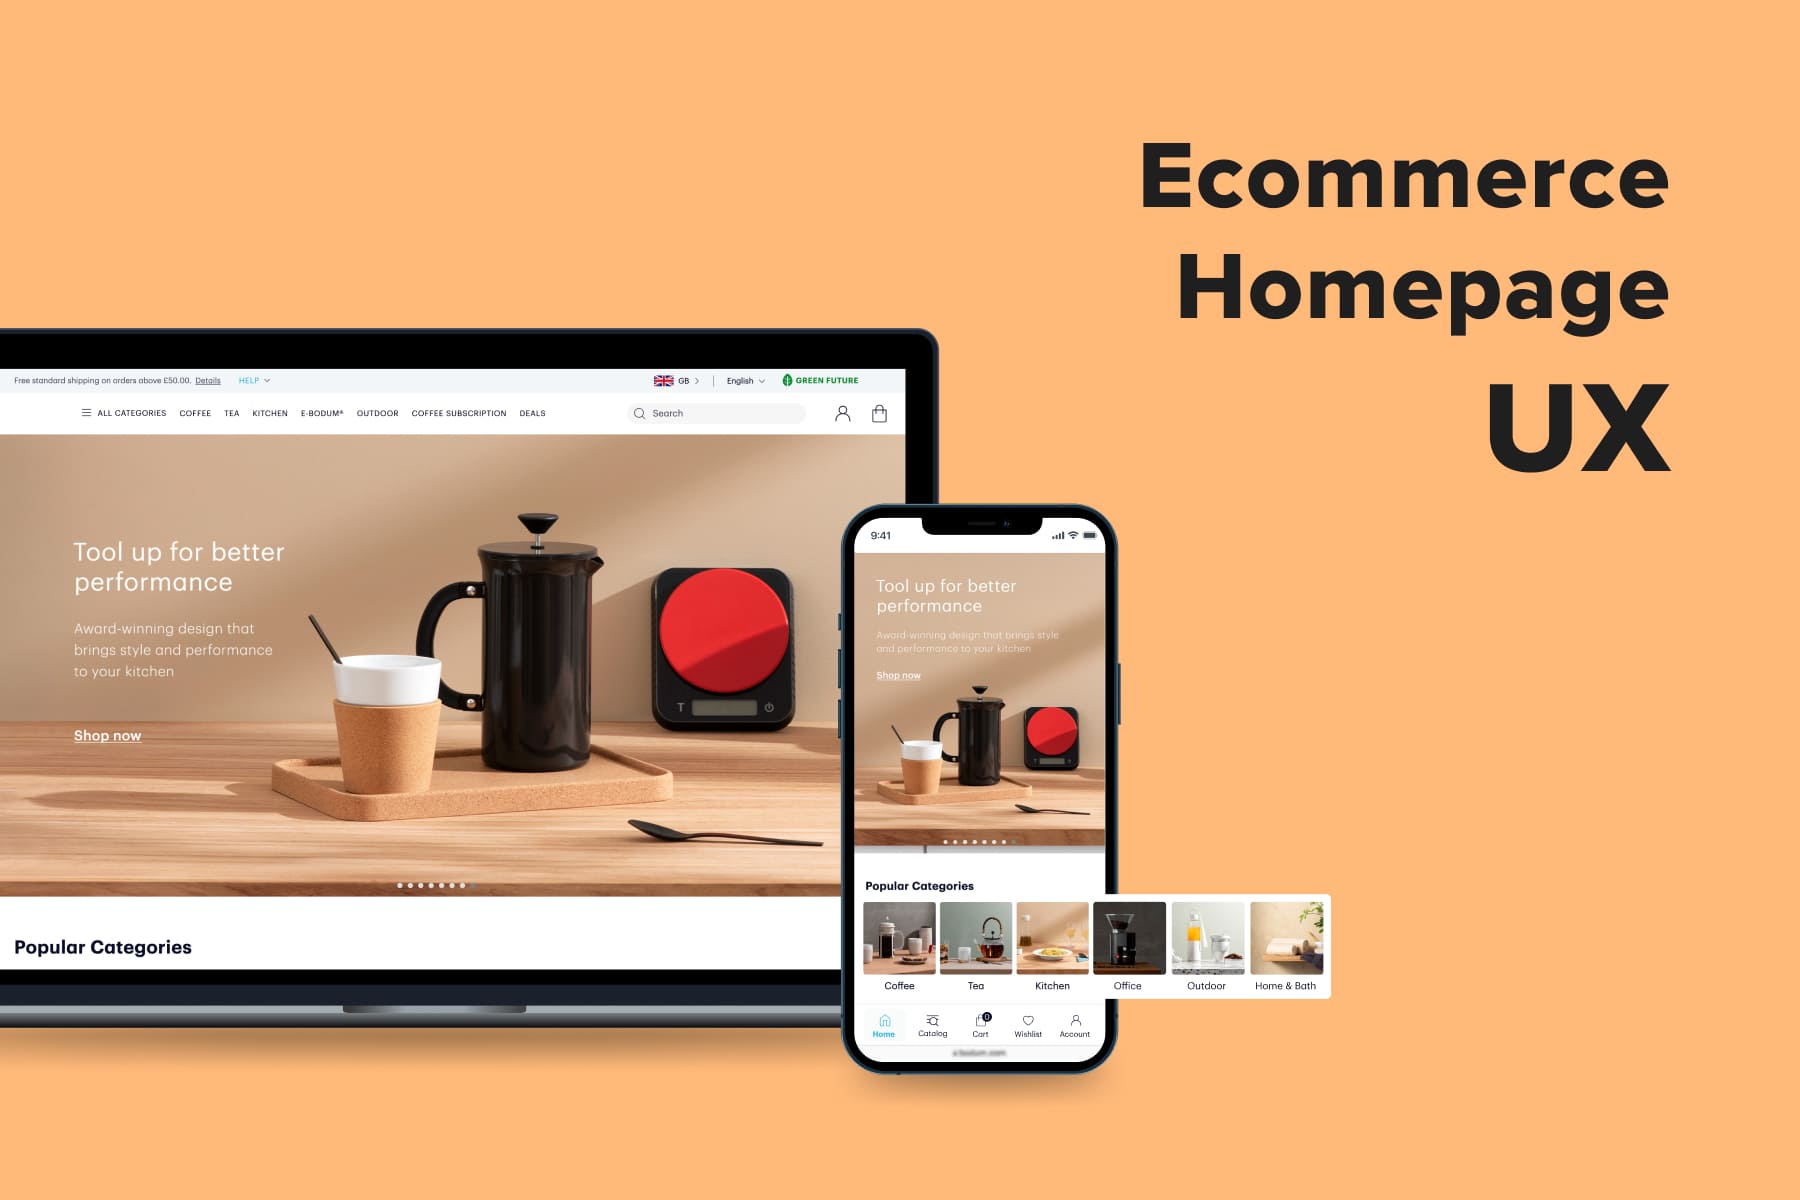 Ecommerce
Homepage
UX
Free standard shipping on orders above £50.00. Details HELP
GB English GREEN FUTURE
ALL CATEGORIES COFFEE TEA KITCHEN E-BODUM® OUTDOOR COFFEE SUBSCRIPTION DEALS
Search
Tool up for better
performance
Award-winning design that
brings style and performance
to your kitchen
Shop now
T
Popular Categories
9:41
Tool up for better
performance
Award-winning design that brings style
and performance to your kitchen
Shop now
T
Popular Categories
Coffee Tea Kitchen Office Outdoor Home & Bath
0
Home Catalog Cart Wishlist Account